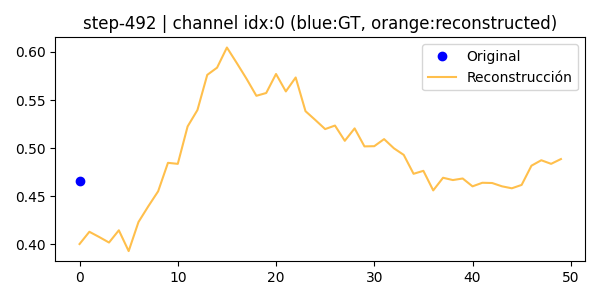 step-492 | channel idx:0 (blue:GT, orange:reconstructed)
Original
Reconstrucción
0.60
0.55
0.50
0.45
0.40
0 10 20 30 40 50